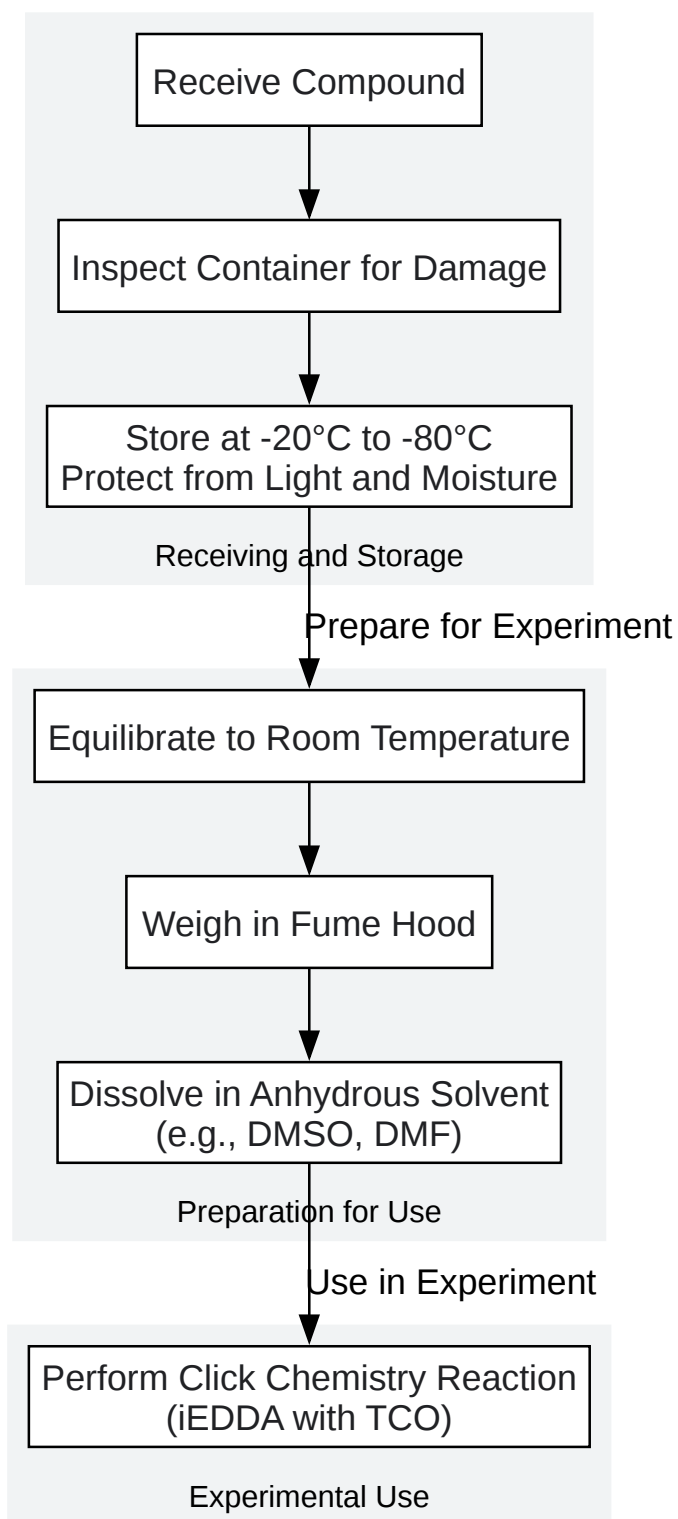 Receive Compound
Inspect Container for Damage
Store at -20°C to -80°C
Protect from Light and Moisture
Receiving and Storage
Prepare for Experiment
Equilibrate to Room Temperature
Weigh in Fume Hood
Dissolve in Anhydrous Solvent
(e.g., DMSO, DMF)
Preparation for Use
Use in Experiment
Perform Click Chemistry Reaction
(iEDDA with TCO)
Experimental Use